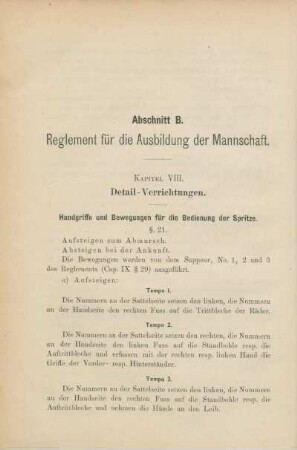 Abschnitt B.
Reglement für die Ausbildung der Mannschaft.
Kapitel VIII.
Detail-Verrichtungen.
Handgriffe und Bewegungen für die Bedienung der Spritze.
§. 21.
Aufsteigen zum Abmarsch.
Absteigen bei der Ankunft.
Die Bewegungen werden von dem Sappeur, No. 1, 2 und 3
des Reglements (Cap. IX § 29) ausgeführt.
a) Aufsteigen:
Tempo 1.
Die Nummern an der Sattelseite setzen den linken, die Nummern
an der Handseite den rechten Fuss auf die Trittbleche der Räder.
Tempo 2.
Die Nummern an der Sattelseite setzen den rechten, die Nummern
an der Handseite den linken Fuss auf die Standbohle resp. die
Auftrittbleche und erfassen mit der rechten resp. linken Hand die
Griffe der Vorder- resp. Hinterständer.
Tempo 3.
Die Nummern an der Sattelseite setzen den linken, die Nummern
an der Handseite den rechten Fuss auf die Standbohle resp. die
Auftrittbleche und nehmen die Hände an den Leib.